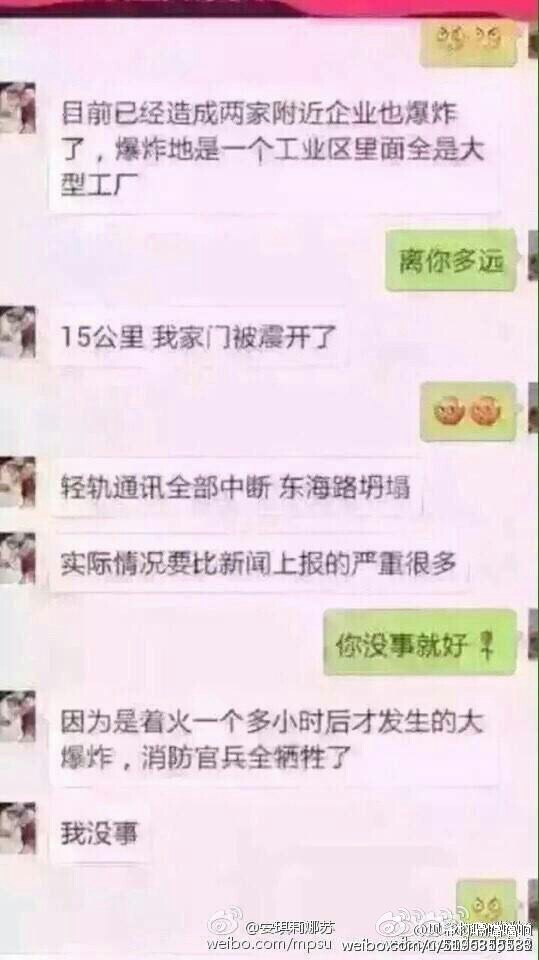 目前已经造成两家附近企业也爆炸
了，爆炸地是一个工业区里面全是大
型工厂
离你多远
15公里 我家门被震开了
轻轨通讯全部中断 东海路坍塌
实际情况要比新闻上报的严重很多
你没事就好
因为是着火一个多小时后才发生的大
爆炸，消防官兵全牺牲了
我没事
@安琪莉娜苏
weibo.com/mpsu